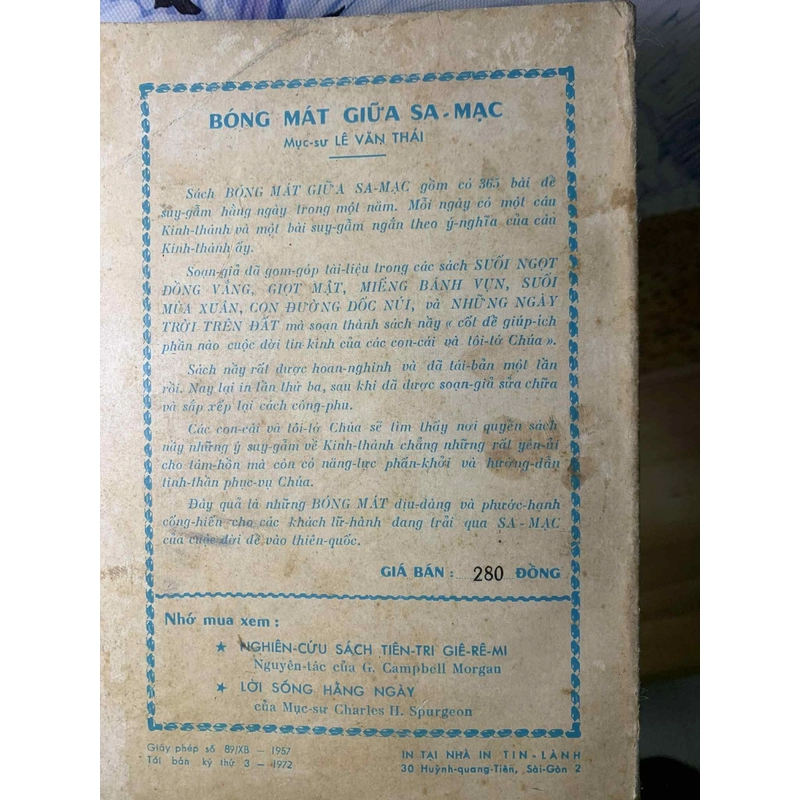 BÓNG MÁT GIỮA SA-MẠC
Mục-sư LÊ VĂN THÁI
Sách BÓNG MÁT GIỮA SA-MẠC gồm có 365 bài để
suy-gẫm hàng ngày trong một năm. Mỗi ngày có một câu
Kinh-thánh và một bài suy-gẫm ngắn theo ý-nghĩa của câu
Kinh-thánh ấy.
Soạn-giả đã gom-góp tài-liệu trong các sách SUỐI NGỌT
ĐỒNG VẮNG, GIỌT MẬT, MIẾNG BÁNH VỤN, SUỐI
MÙA XUÂN, CON ĐƯỜNG DỐC NÚI, và NHỮNG NGÀY
TRỜI TRÊN ĐẤT mà soạn thành sách nầy « cốt để giúp-ích
phần nào cuộc đời tin-kính của các con-cái và tôi-tớ Chúa ».
Sách nầy rất được hoan-nghinh và đã tái-bản một lần
rồi. Nay lại in lần thứ ba, sau khi đã được soạn-giả sửa chữa
và sắp xếp lại cách công-phu.
Các con-cái và tôi-tớ Chúa sẽ tìm thấy nơi quyển sách
nầy những ý suy-gẫm về Kinh-thánh chẳng những rất yên-ủi
cho tâm-hồn mà còn có năng-lực phấn-khởi và hướng-dẫn
tinh-thần phục-vụ Chúa.
Đây quả là những BÓNG MÁT dịu-dàng và phước-hạnh
cống-hiến cho các khách lữ-hành đang trải qua SA-MẠC
của cuộc đời để vào thiên-quốc.
GIÁ BÁN : 280 ĐỒNG
Nhớ mua xem :
★ NGHIÊN-CỨU SÁCH TIÊN-TRI GIÊ-RÊ-MI
Nguyên-tác của G. Campbell Morgan
★ LỜI SỐNG HẰNG NGÀY
của Mục-sư Charles H. Spurgeon
Giấy phép số 89/XB — 1957
Tái bản kỳ thứ 3 — 1972
IN TẠI NHÀ IN TIN-LÀNH
30 Huỳnh-quang-Tiên, Sài-Gòn 2